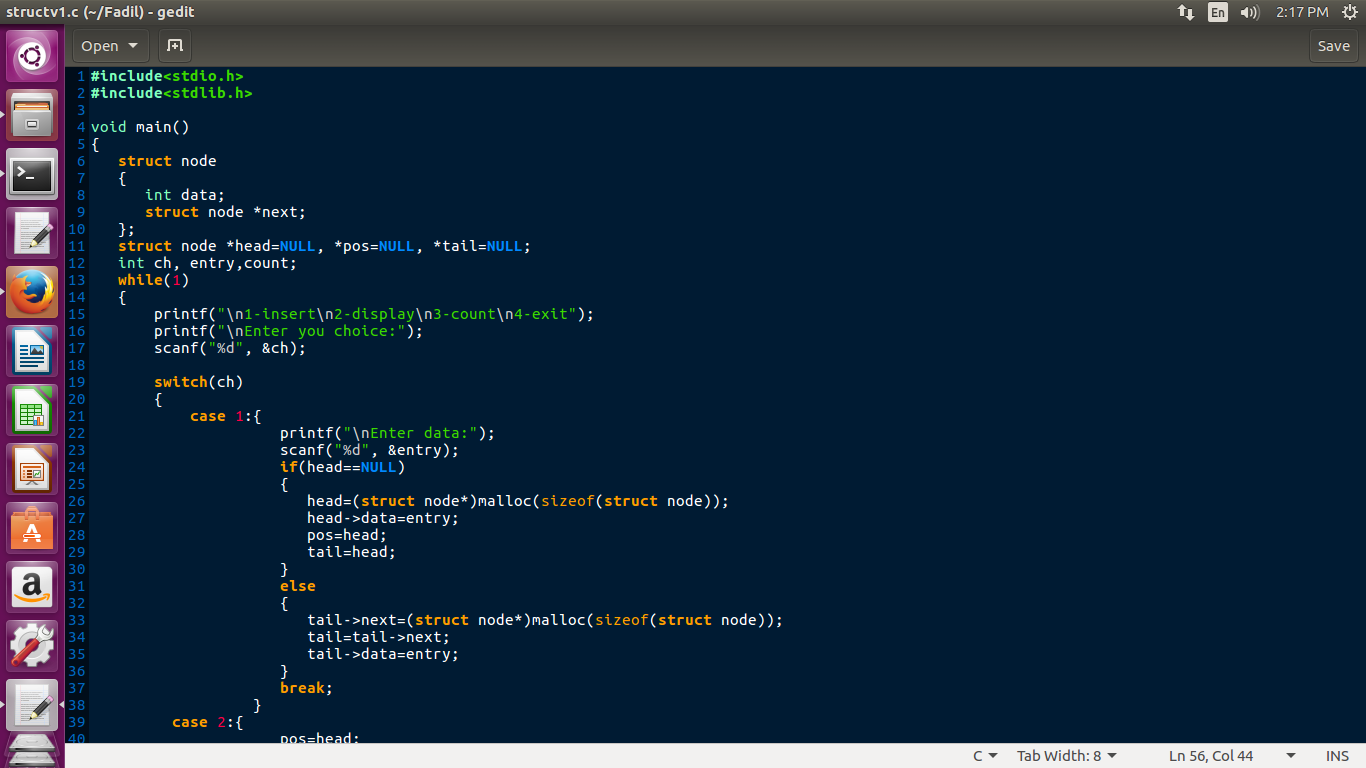 structv1.c (~/Fadil) - gedit
En
2:17 PM
Open
Save
1 #include<stdio.h>
2 #include<stdlib.h>
3
4 void main()
5 {
6 struct node
7 {
8 int data;
9 struct node *next;
10 };
11 struct node *head=NULL, *pos=NULL, *tail=NULL;
12 int ch, entry,count;
13 while(1)
14 {
15 printf("\n1-insert\n2-display\n3-count\n4-exit");
16 printf("\nEnter you choice:");
17 scanf("%d", &ch);
18
19 switch(ch)
20 {
21 case 1:{
22 printf("\nEnter data:");
23 scanf("%d", &entry);
24 if(head==NULL)
25 {
26 head=(struct node*)malloc(sizeof(struct node));
27 head->data=entry;
28 pos=head;
29 tail=head;
30 }
31 else
32 {
33 tail->next=(struct node*)malloc(sizeof(struct node));
34 tail=tail->next;
35 tail->data=entry;
36 }
37 break;
38 }
39 case 2:{
40 pos=head;
C
Tab Width: 8
Ln 56, Col 44
INS